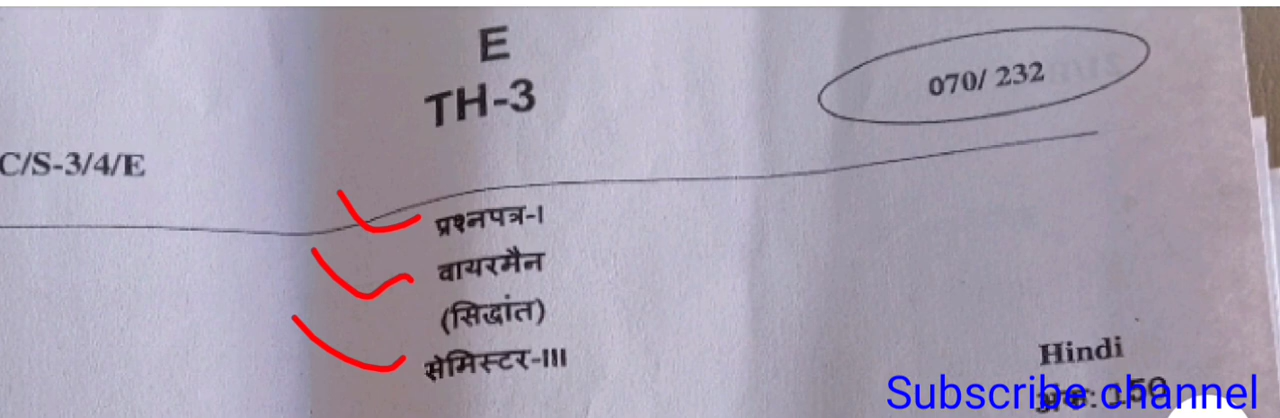 E
TH-3
070/ 232
C/S-3/4/E
प्रश्नपत्र-I
वायरमैन
(सिद्धांत)
सेमिस्टर-III
Hindi
Subscribe channel